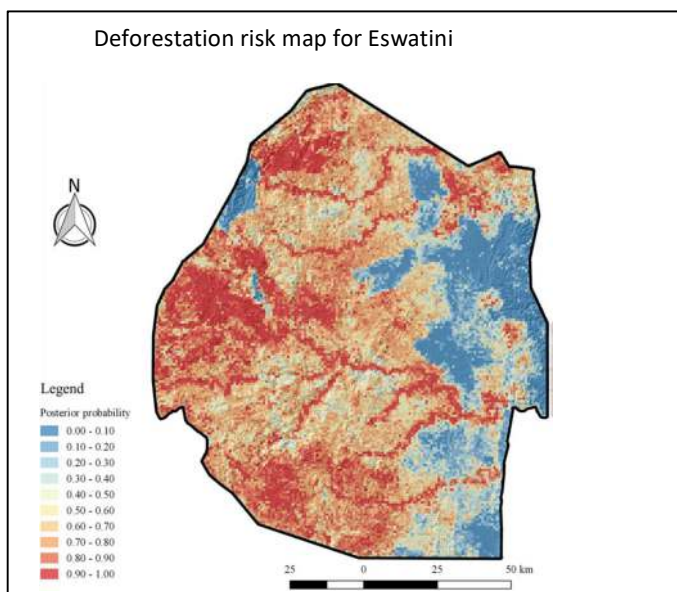 Deforestation risk map for Eswatini
N
Legend
Posterior probability
0.00 - 0.10
0.10 - 0.20
0.20 - 0.30
0.30 - 0.40
0.40 - 0.50
0.50 - 0.60
0.60 - 0.70
0.70 - 0.80
0.80 - 0.90
0.90 - 1.00
25 0 25 50 km